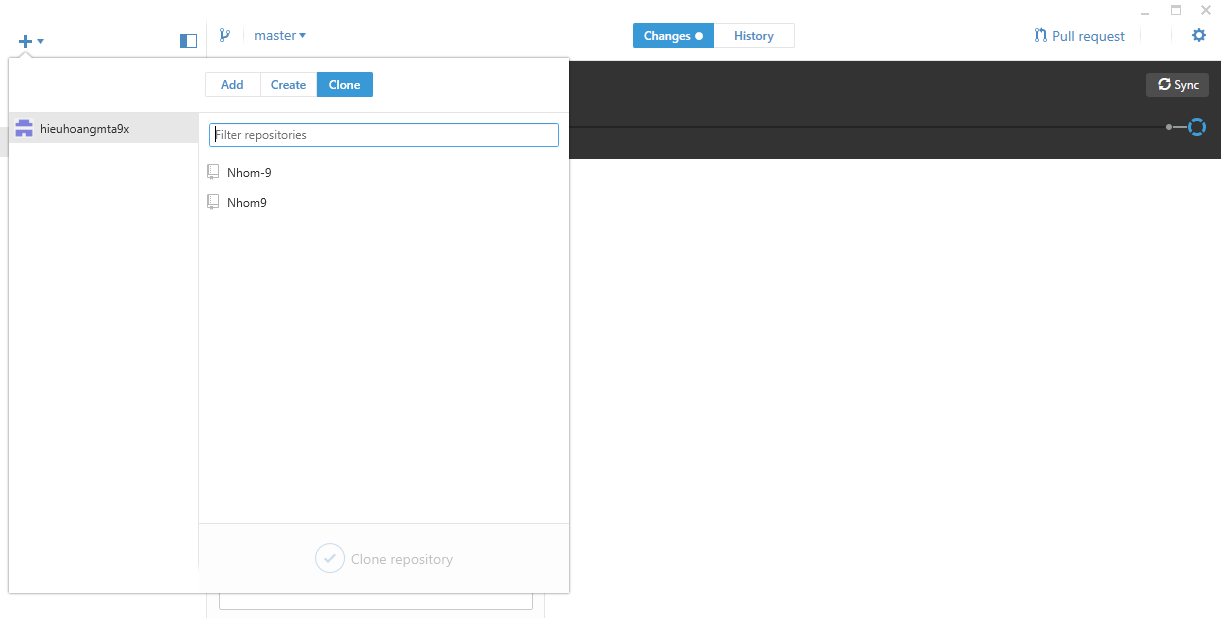 master
Changes
History
Pull request
Add
Create
Clone
Sync
hieuhoangmta9x
Filter repositories
Nhom-9
Nhom9
Clone repository